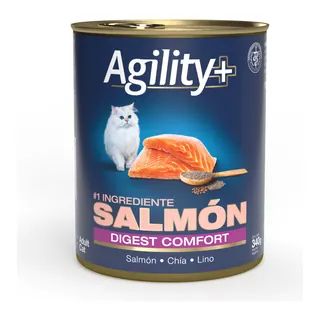 Agility+
#1 INGREDIENTE
SALMÓN
DIGEST COMFORT
Salmón • Chía • Lino
Adult
Cat
340g